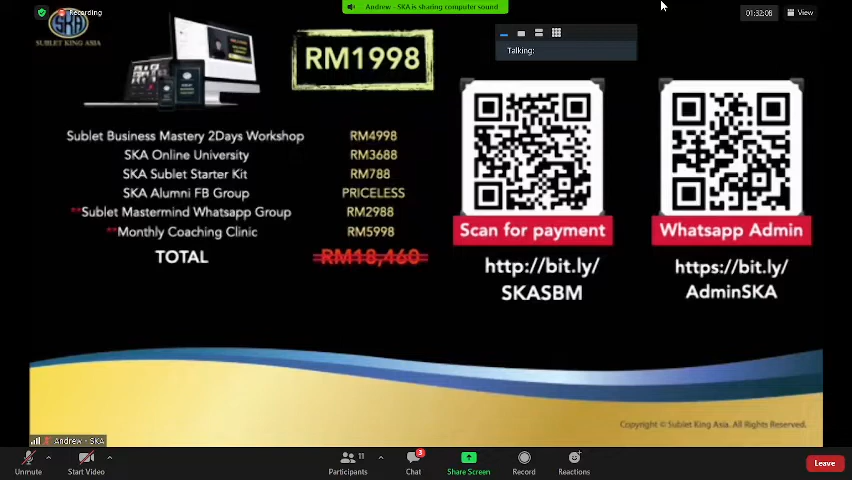 Recording
Andrew - SKA is sharing computer sound
01:32:08
View
Talking:
SKA
SUBLET KING ASIA
RM1998
Sublet Business Mastery 2Days Workshop RM4998
SKA Online University RM3688
SKA Sublet Starter Kit RM788
SKA Alumni FB Group PRICELESS
**Sublet Mastermind Whatsapp Group RM2988
**Monthly Coaching Clinic RM5998
TOTAL RM18,460
Scan for payment
http://bit.ly/
SKASBM
Whatsapp Admin
https://bit.ly/
AdminSKA
Copyright © Sublet King Asia. All Rights Reserved.
Andrew - SKA
Unmute
Start Video
Participants 11
Chat 3
Share Screen
Record
Reactions
Leave